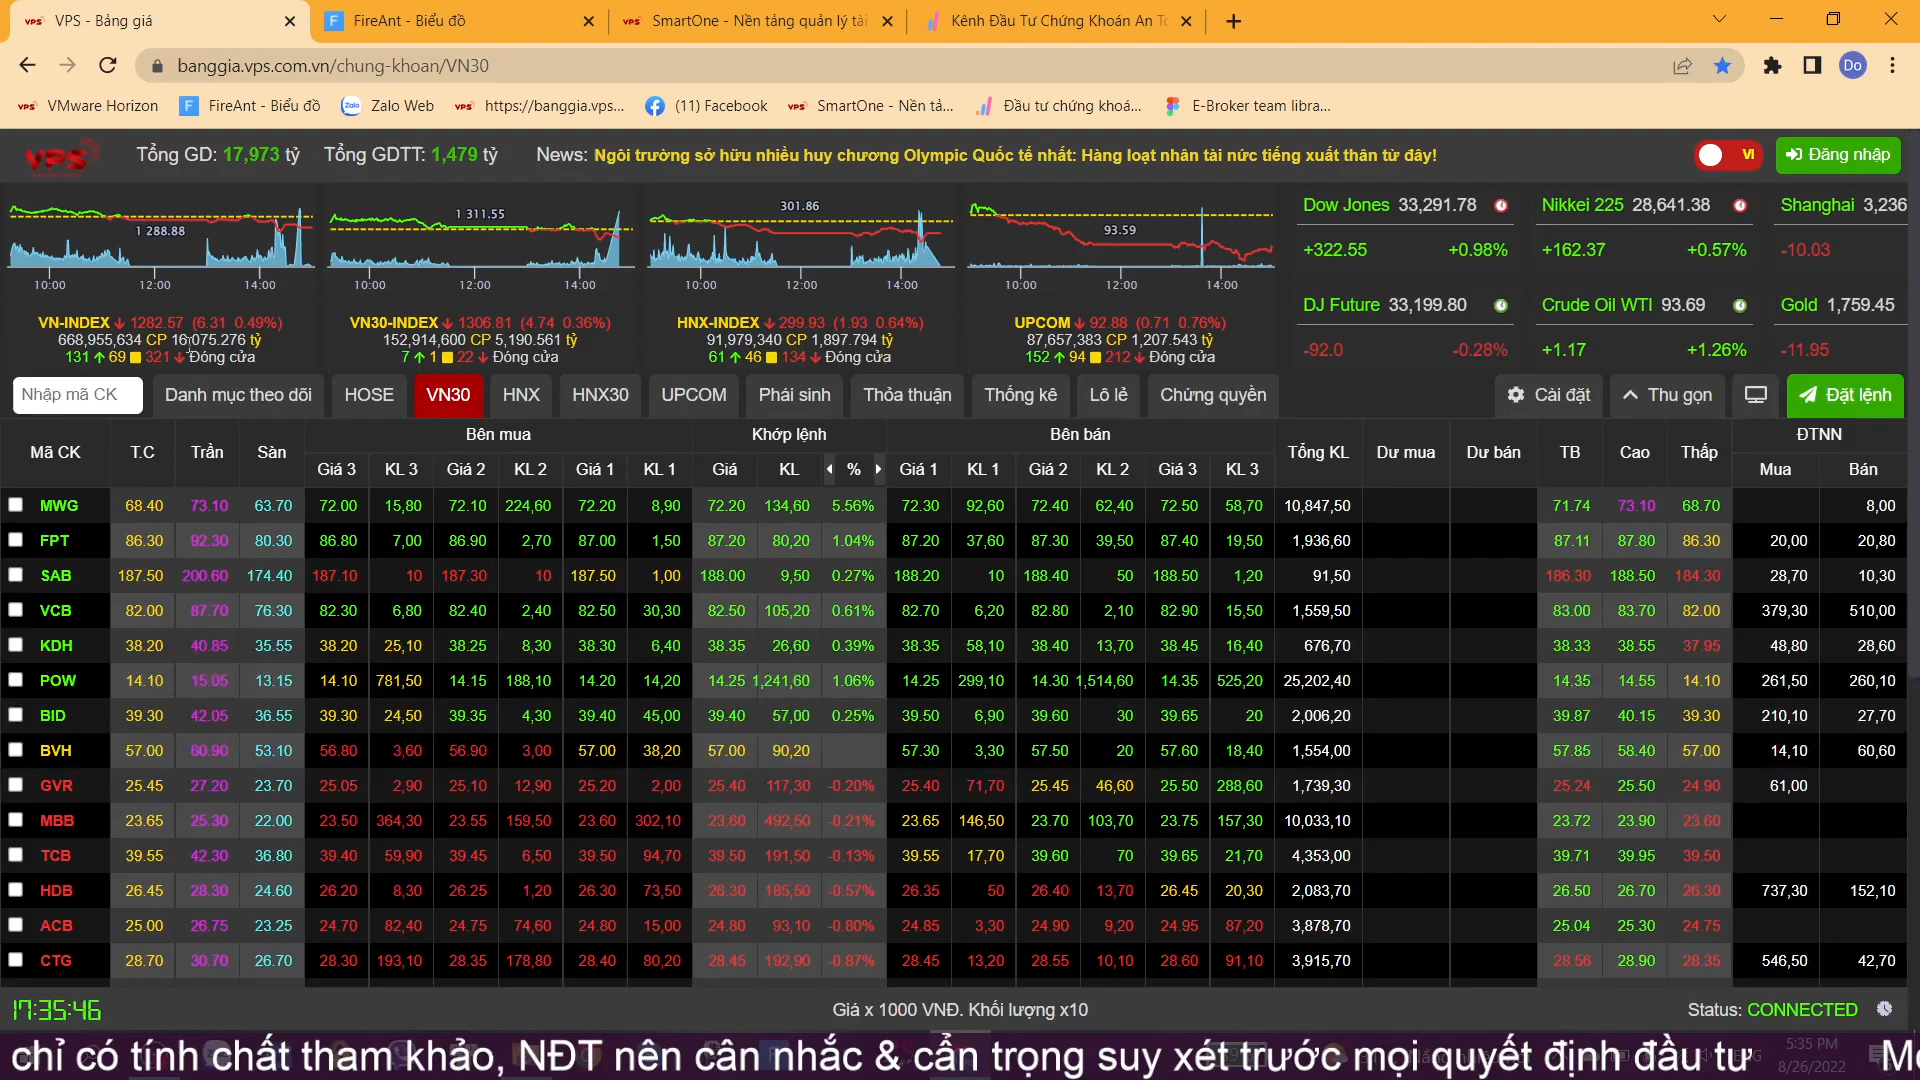 VPS - Bảng giá
FireAnt - Biểu đồ
SmartOne - Nền tảng quản lý tài
Kênh Đầu Tư Chứng Khoán An To
banggia.vps.com.vn/chung-khoan/VN30
Do
VMware Horizon
FireAnt - Biểu đồ
Zalo Web
https://banggia.vps...
(11) Facebook
SmartOne - Nền tả...
Đầu tư chứng khoá...
E-Broker team libra...
VPS
Tổng GD: 17,973 tỷ
Tổng GDTT: 1,479 tỷ
News: Ngôi trường sở hữu nhiều huy chương Olympic Quốc tế nhất: Hàng loạt nhân tài nức tiếng xuất thân từ đây!
VI
Đăng nhập
1 288.88
10:00 12:00 14:00
VN-INDEX 1282.57 (6.31 0.49%)
668,955,634 CP 16,075.276 tỷ
131 69 321 Đóng cửa
1 311.55
10:00 12:00 14:00
VN30-INDEX 1306.81 (4.74 0.36%)
152,914,600 CP 5,190.561 tỷ
7 1 22 Đóng cửa
301.86
10:00 12:00 14:00
HNX-INDEX 299.93 (1.93 0.64%)
91,979,340 CP 1,897.794 tỷ
61 46 134 Đóng cửa
93.59
10:00 12:00 14:00
UPCOM 92.88 (0.71 0.76%)
87,657,383 CP 1,207.543 tỷ
152 94 212 Đóng cửa
Dow Jones 33,291.78
+322.55 +0.98%
Nikkei 225 28,641.38
+162.37 +0.57%
Shanghai 3,236
-10.03
DJ Future 33,199.80
-92.0 -0.28%
Crude Oil WTI 93.69
+1.17 +1.26%
Gold 1,759.45
-11.95
Nhập mã CK Danh mục theo dõi HOSE VN30 HNX HNX30 UPCOM Phái sinh Thỏa thuận Thống kê Lô lẻ Chứng quyền Cài đặt Thu gọn Đặt lệnh
Mã CK T.C Trần Sàn Bên mua Khớp lệnh Bên bán Tổng KL Dư mua Dư bán TB Cao Thấp ĐTNN
Giá 3 KL 3 Giá 2 KL 2 Giá 1 KL 1 Giá KL % Giá 1 KL 1 Giá 2 KL 2 Giá 3 KL 3 Mua Bán
MWG 68.40 73.10 63.70 72.00 15,80 72.10 224,60 72.20 8,90 72.20 134,60 5.56% 72.30 92,60 72.40 62,40 72.50 58,70 10,847,50 71.74 73.10 68.70 8,00
FPT 86.30 92.30 80.30 86.80 7,00 86.90 2,70 87.00 1,50 87.20 80,20 1.04% 87.20 37,60 87.30 39,50 87.40 19,50 1,936,60 87.11 87.80 86.30 20,00 20,80
SAB 187.50 200.60 174.40 187.10 10 187.30 10 187.50 1,00 188.00 9,50 0.27% 188.20 10 188.40 50 188.50 1,20 91,50 186.30 188.50 184.30 28,70 10,30
VCB 82.00 87.70 76.30 82.30 6,80 82.40 2,40 82.50 30,30 82.50 105,20 0.61% 82.70 6,20 82.80 2,10 82.90 15,50 1,559,50 83.00 83.70 82.00 379,30 510,00
KDH 38.20 40.85 35.55 38.20 25,10 38.25 8,30 38.30 6,40 38.35 26,60 0.39% 38.35 58,10 38.40 13,70 38.45 16,40 676,70 38.33 38.55 37.95 48,80 28,60
POW 14.10 15.05 13.15 14.10 781,50 14.15 188,10 14.20 14,20 14.25 1,241,60 1.06% 14.25 299,10 14.30 1,514,60 14.35 525,20 25,202,40 14.35 14.55 14.10 261,50 260,10
BID 39.30 42.05 36.55 39.30 24,50 39.35 4,30 39.40 45,00 39.40 57,00 0.25% 39.50 6,90 39.60 30 39.65 20 2,006,20 39.87 40.15 39.30 210,10 27,70
BVH 57.00 60.90 53.10 56.80 3,60 56.90 3,00 57.00 38,20 57.00 90,20 57.30 3,30 57.50 20 57.60 18,40 1,554,00 57.85 58.40 57.00 14,10 60,60
GVR 25.45 27.20 23.70 25.05 2,90 25.10 12,90 25.20 2,00 25.40 117,30 -0.20% 25.40 71,70 25.45 46,60 25.50 288,60 1,739,30 25.24 25.50 24.90 61,00
MBB 23.65 25.30 22.00 23.50 364,30 23.55 159,50 23.60 302,10 23.60 492,50 -0.21% 23.65 146,50 23.70 103,70 23.75 157,30 10,033,10 23.72 23.90 23.60
TCB 39.55 42.30 36.80 39.40 59,90 39.45 6,50 39.50 94,70 39.50 191,50 -0.13% 39.55 17,70 39.60 70 39.65 21,70 4,353,00 39.71 39.95 39.50
HDB 26.45 28.30 24.60 26.20 8,30 26.25 1,20 26.30 73,50 26.30 185,50 -0.57% 26.35 50 26.40 13,70 26.45 20,30 2,083,70 26.50 26.70 26.30 737,30 152,10
ACB 25.00 26.75 23.25 24.70 82,40 24.75 74,60 24.80 15,00 24.80 93,10 -0.80% 24.85 3,30 24.90 9,20 24.95 87,20 3,878,70 25.04 25.30 24.75
CTG 28.70 30.70 26.70 28.30 193,10 28.35 178,80 28.40 80,20 28.45 192,90 -0.87% 28.45 13,20 28.55 10,10 28.60 91,10 3,915,70 28.56 28.90 28.35 546,50 42,70
17:35:46
Giá x 1000 VNĐ. Khối lượng x10
Status: CONNECTED
chỉ có tính chất tham khảo, NĐT nên cân nhắc & cẩn trọng suy xét trước mọi quyết định đầu tư
5:35 PM
8/26/2022